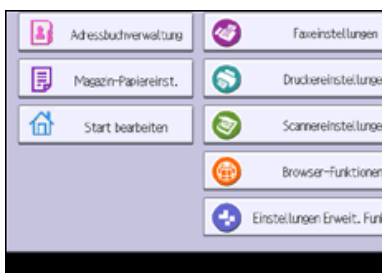 Adressbuchverwaltung
Magazin-Papiereinst.
Start bearbeiten
Faxeinstellungen
Druckereinstellunge
Scannereinstellunge
Browser-Funktionen
Einstellungen Erweit. Funk